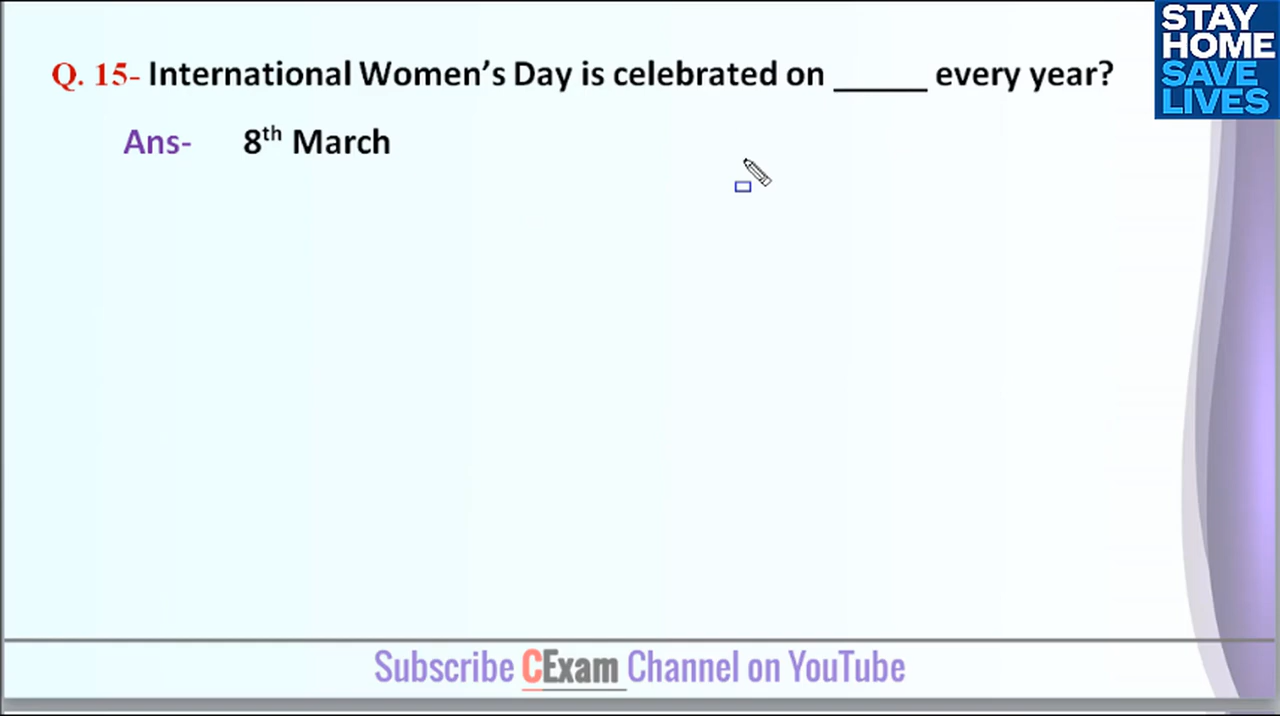 Q. 15- International Women's Day is celebrated on _____ every year?
Ans- 8th March
STAY
HOME
SAVE
LIVES
Subscribe CExam Channel on YouTube